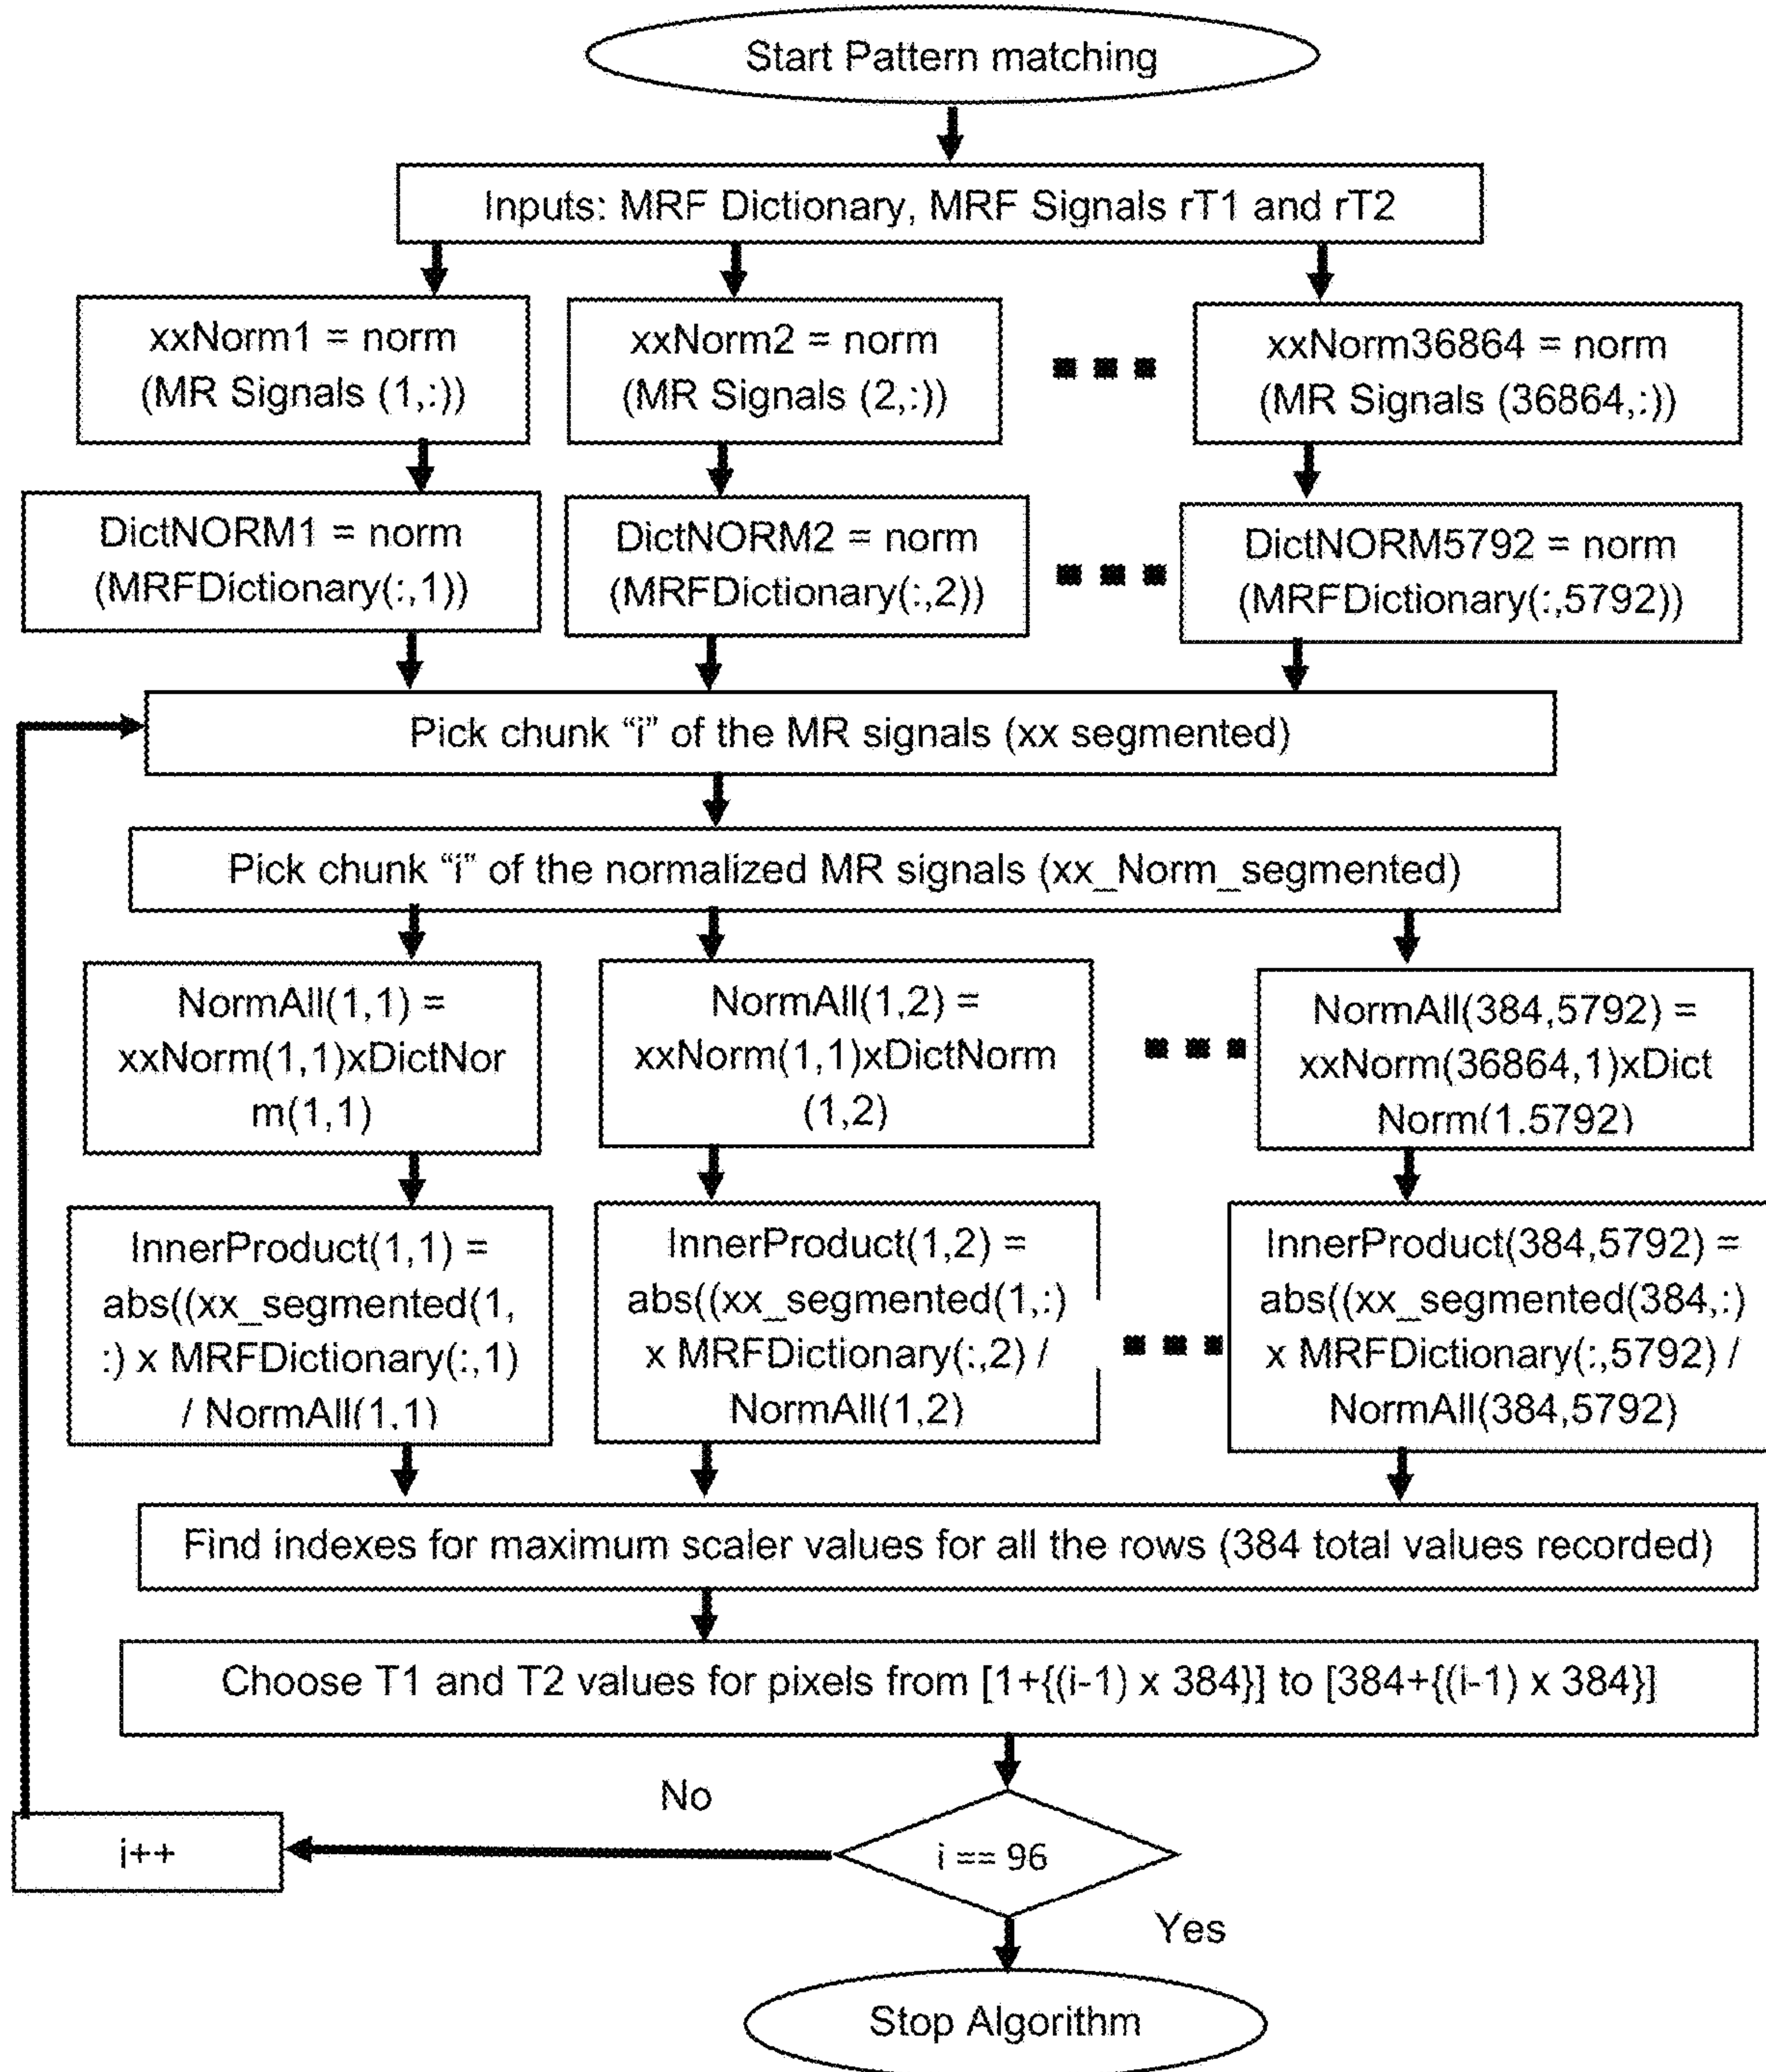 Start Pattern matching
Inputs: MRF Dictionary, MRF Signals rT1 and rT2
xxNorm1 = norm
(MR Signals (1,:))
xxNorm2 = norm
(MR Signals (2,:))
xxNorm36864 = norm
(MR Signals (36864,:))
DictNORM1 = norm
(MRFDictionary(:,1))
DictNORM2 = norm
(MRFDictionary(:,2))
DictNORM5792 = norm
(MRFDictionary(:,5792))
Pick chunk “i” of the MR signals (xx segmented)
Pick chunk “i” of the normalized MR signals (xx_Norm_segmented)
NormAll(1,1) =
xxNorm(1,1)xDictNor
m(1,1)
NormAll(1,2) =
xxNorm(1,1)xDictNorm
(1,2)
NormAll(384,5792) =
xxNorm(36864,1)xDict
Norm(1.5792)
InnerProduct(1,1) =
abs((xx_segmented(1,
:) x MRFDictionary(:,1)
/ NormAll(1,1)
InnerProduct(1,2) =
abs((xx_segmented(1,:)
x MRFDictionary(:,2) /
NormAll(1,2)
InnerProduct(384,5792) =
abs((xx_segmented(384,:)
x MRFDictionary(:,5792) /
NormAll(384,5792)
Find indexes for maximum scaler values for all the rows (384 total values recorded)
Choose T1 and T2 values for pixels from [1+{(i-1) x 384}] to [384+{(i-1) x 384}]
No
i++
i == 96
Yes
Stop Algorithm